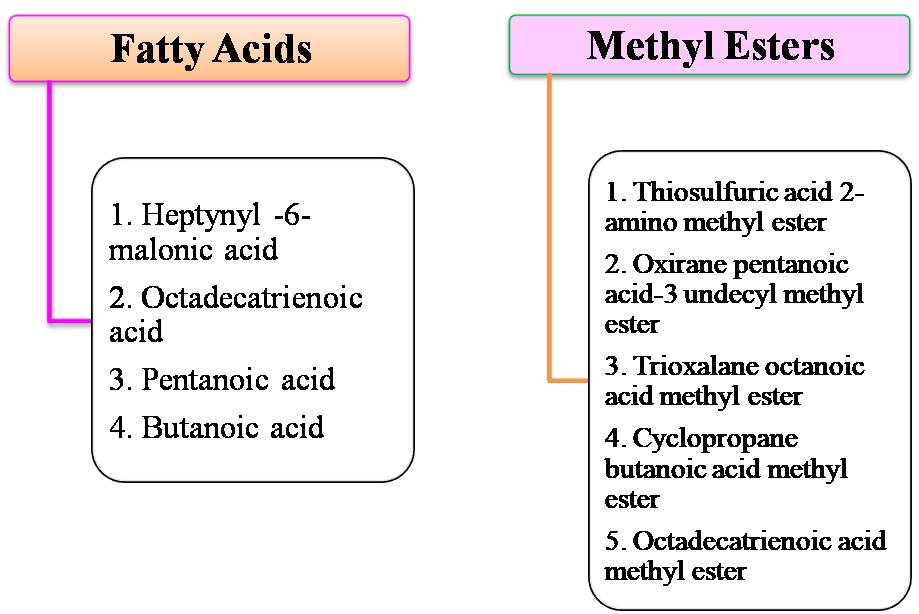 Fatty Acids
1. Heptynyl -6-
malonic acid
2. Octadecatrienoic
acid
3. Pentanoic acid
4. Butanoic acid
Methyl Esters
1. Thiosulfuric acid 2-
amino methyl ester
2. Oxirane pentanoic
acid-3 undecyl methyl
ester
3. Trioxalane octanoic
acid methyl ester
4. Cyclopropane
butanoic acid methyl
ester
5. Octadecatrienoic acid
methyl ester